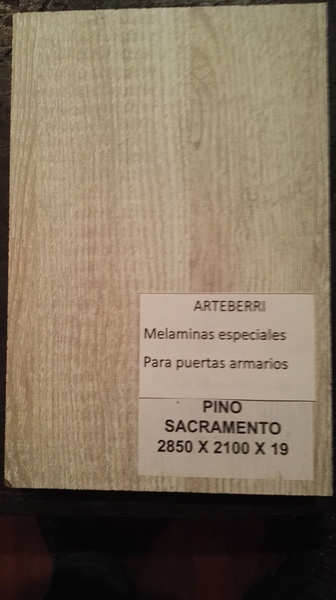 ARTEBERRI
Melaminas especiales
Para puertas armarios
PINO
SACRAMENTO
2850 X 2100 X 19